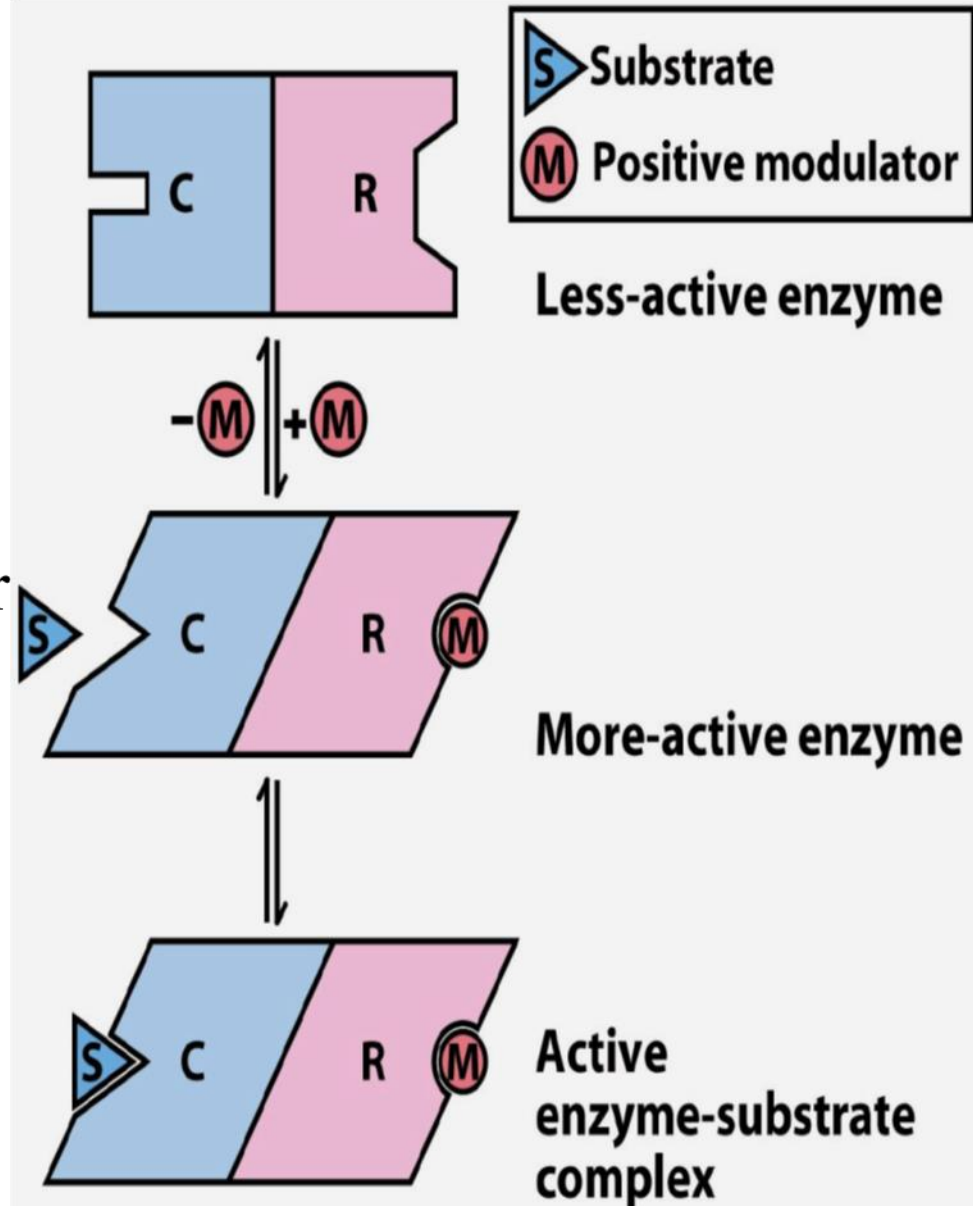 S Substrate
M Positive modulator
C R
Less-active enzyme
-M +M
r
S C R M
More-active enzyme
S C R M
Active
enzyme-substrate
complex